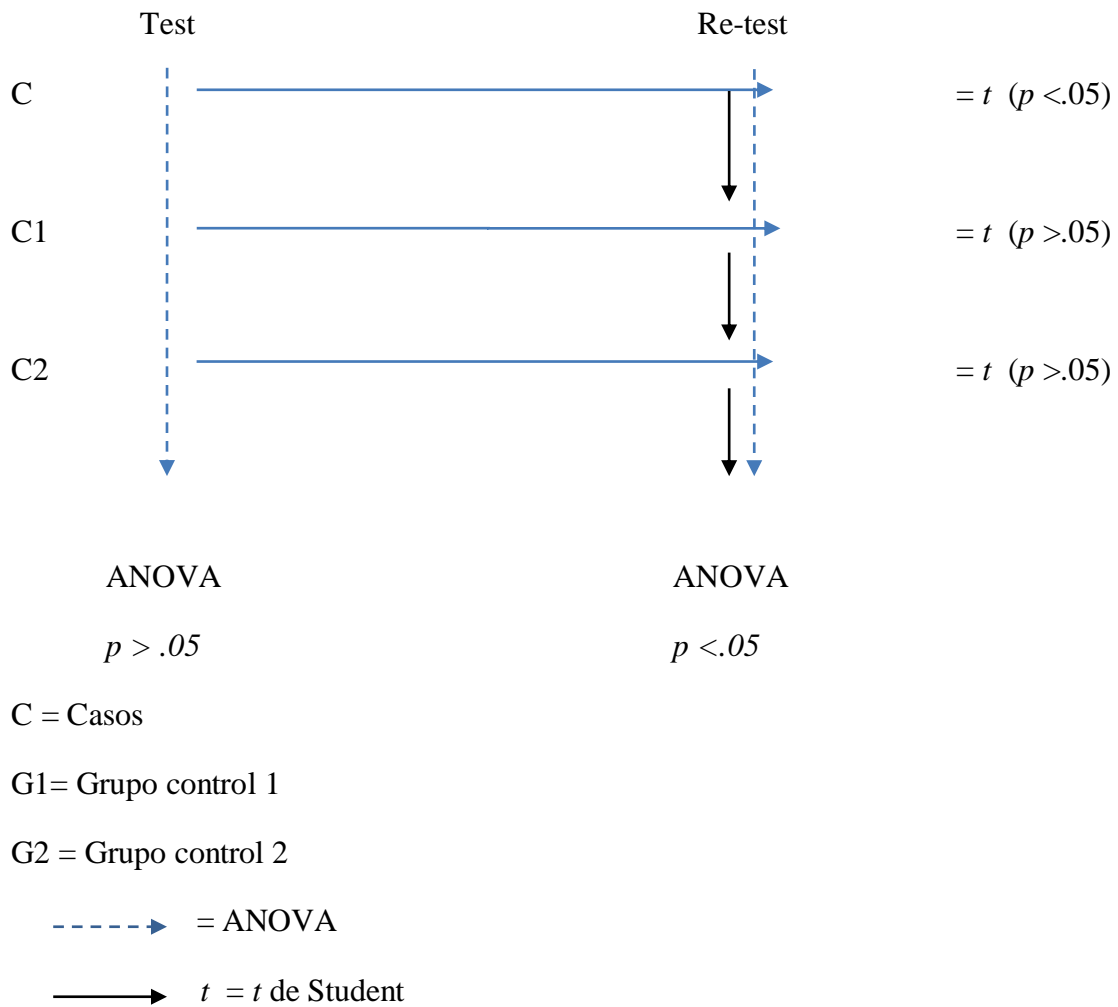 Test Re-test
C = t (p <.05)
C1 = t (p >.05)
C2 = t (p >.05)
ANOVA ANOVA
p > .05 p <.05
C = Casos
G1= Grupo control 1
G2 = Grupo control 2
= ANOVA
t = t de Student